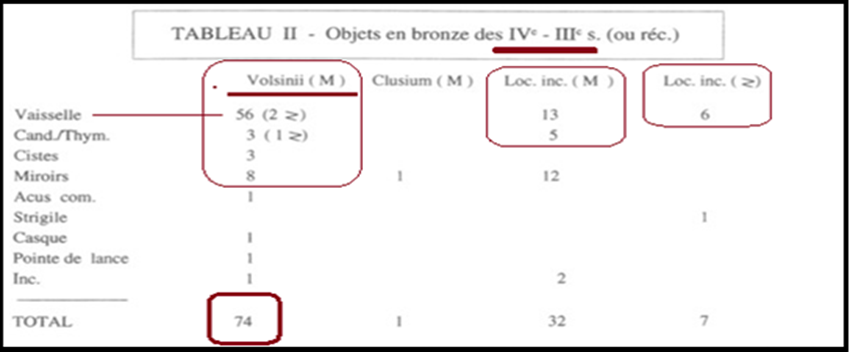 TABLEAU II - Objets en bronze des IVe - IIIe s. (ou réc.)
Volsinii ( M ) Clusium ( M ) Loc. inc. ( M ) Loc. inc. ( ≥)
Vaisselle 56 (2 ≥) 13 6
Cand./Thym. 3 ( 1 ≥) 5
Cistes 3
Miroirs 8 1 12
Acus com. 1
Strigile 1
Casque 1
Pointe de lance 1
Inc. 1 2
TOTAL 74 1 32 7